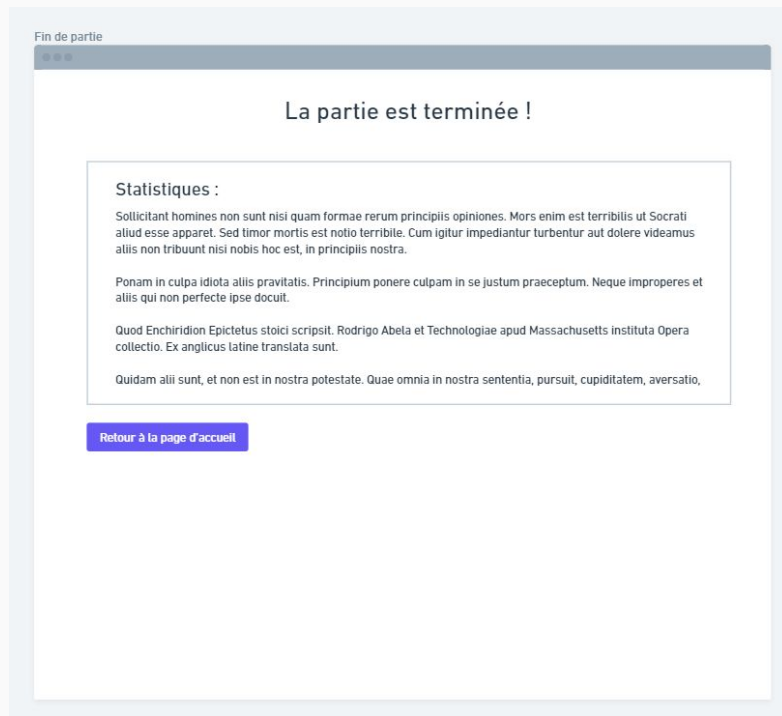 Fin de partie
La partie est terminée !
Statistiques :
Sollicitant homines non sunt nisi quam formae rerum principiis opiniones. Mors enim est terribilis ut Socrati
aliud esse apparet. Sed timor mortis est notio terribile. Cum igitur impediantur turbentur aut dolere videamus
aliis non tribuunt nisi nobis hoc est, in principiis nostra.
Ponam in culpa idiota aliis pravitatis. Principium ponere culpam in se justum praeceptum. Neque improperes et
aliis qui non perfecte ipse docuit.
Quod Enchiridion Epictetus stoici scripsit. Rodrigo Abela et Technologiae apud Massachusetts instituta Opera
collectio. Ex anglicus latine translata sunt.
Quidam alii sunt, et non est in nostra potestate. Quae omnia in nostra sententia, pursuit, cupiditatem, aversatio,
Retour à la page d'accueil